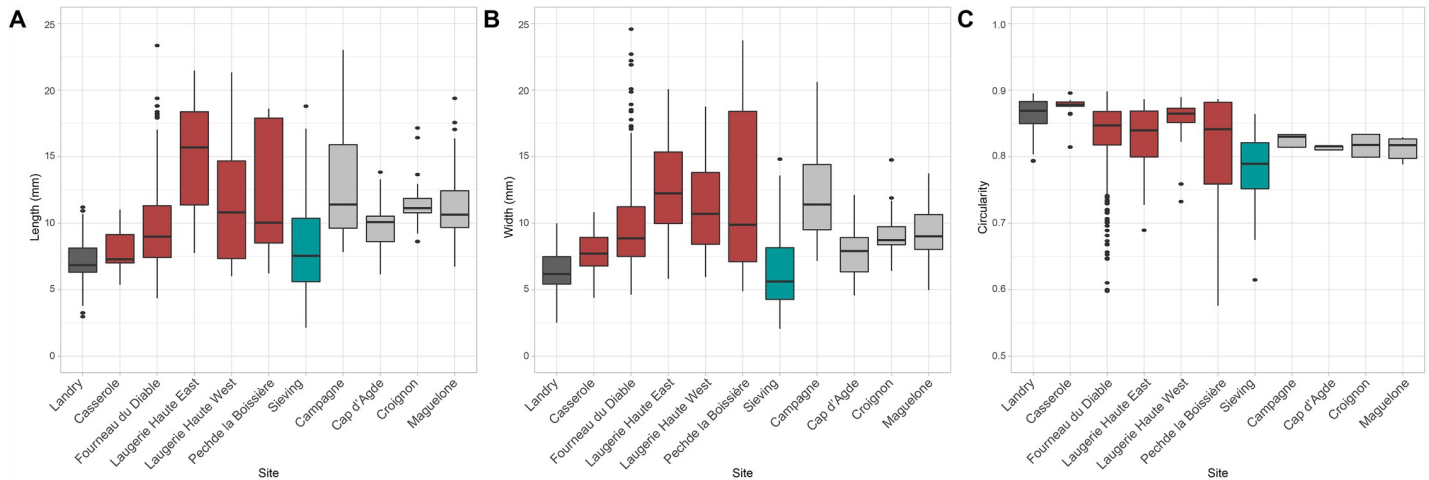 A
25
20
15
10
5
0
Length (mm)
Landry
Casserole
Fourneau du Diable
Laugerie Haute East
Laugerie Haute West
Pechde la Boissière
Sieving
Campagne
Cap d'Agde
Croignon
Maguelone
Site
B
25
20
15
10
5
0
Width (mm)
Landry
Casserole
Fourneau du Diable
Laugerie Haute East
Laugerie Haute West
Pechde la Boissière
Sieving
Campagne
Cap d'Agde
Croignon
Maguelone
Site
C
1.0
0.9
0.8
0.7
0.6
0.5
Circularity
Landry
Casserole
Fourneau du Diable
Laugerie Haute East
Laugerie Haute West
Pechde la Boissière
Sieving
Campagne
Cap d'Agde
Croignon
Maguelone
Site